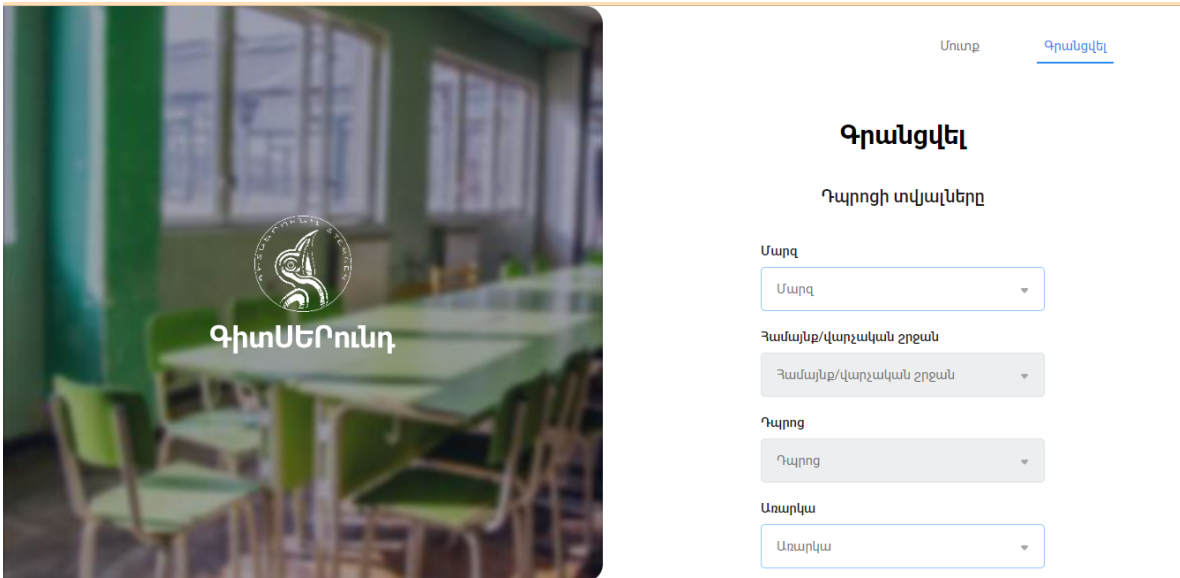 Մուտք
Գրանցվել
Գրանցվել
Դպրոցի տվյալները
Մարզ
Մարզ
Համայնք/վարչական շրջան
Համայնք/վարչական շրջան
Դպրոց
Դպրոց
Առարկա
Առարկա
ԳիտՍԵՐունդ